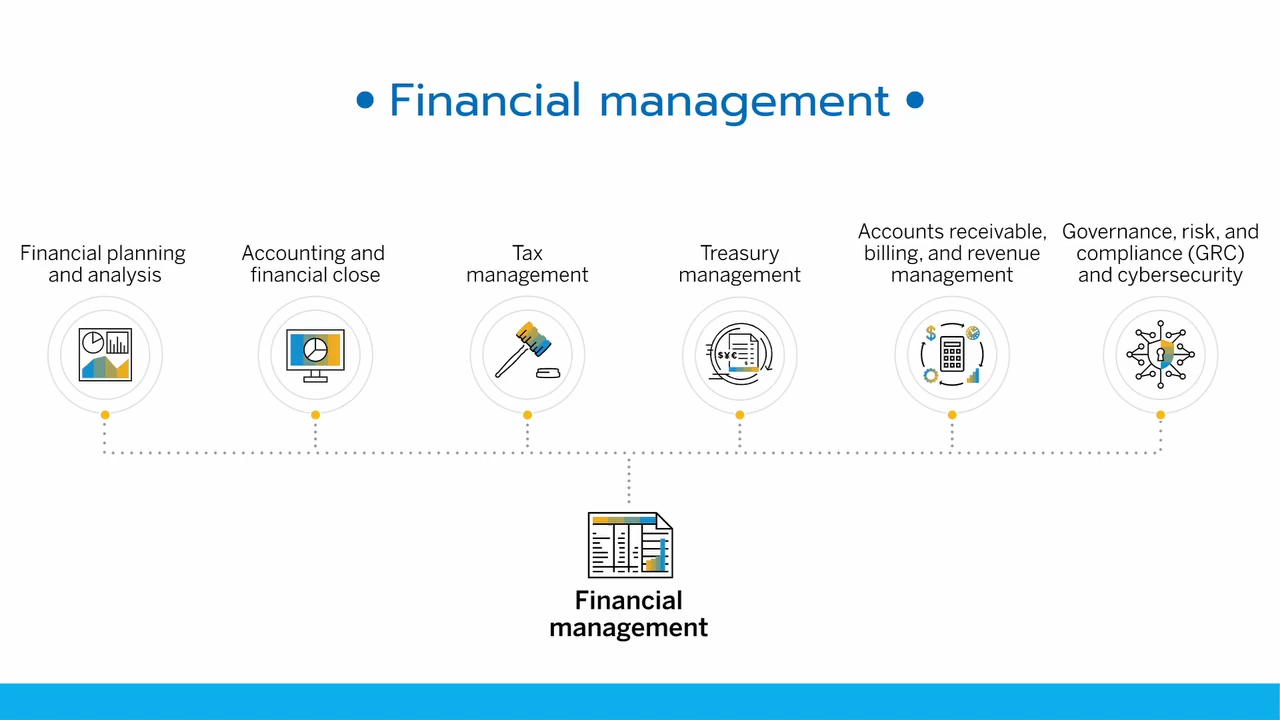 • Financial management •
Financial planning
and analysis
Accounting and
financial close
Tax
management
Treasury
management
Accounts receivable,
billing, and revenue
management
Governance, risk, and
compliance (GRC)
and cybersecurity
$¥€
$
Financial
management